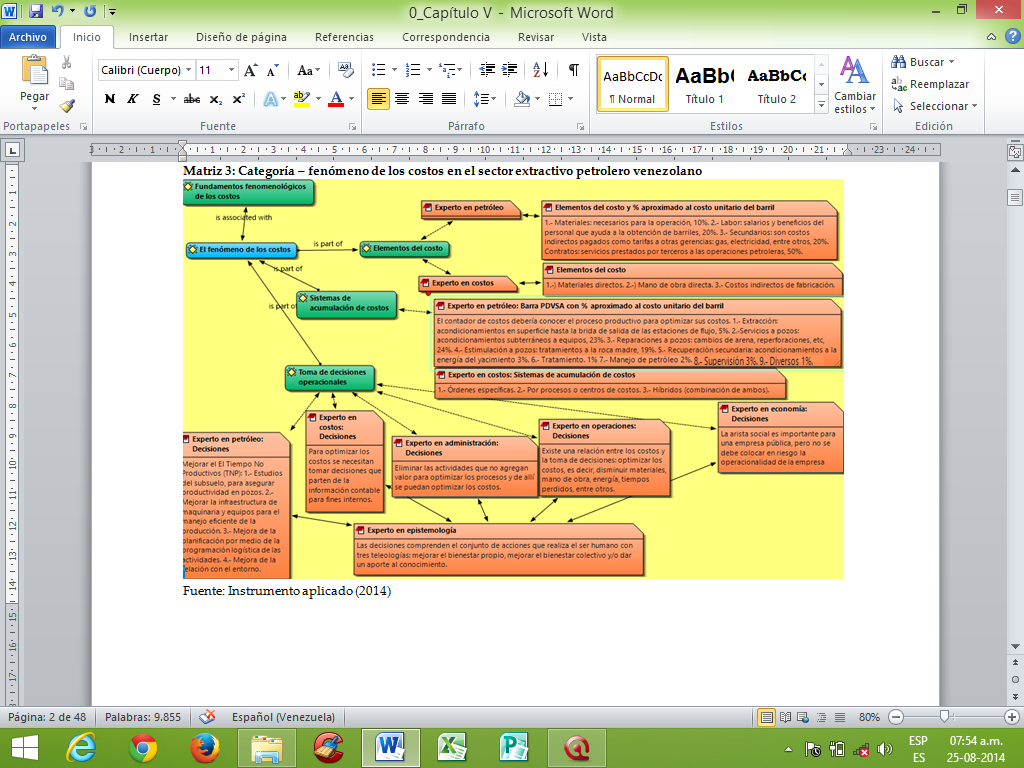 0_Capítulo V - Microsoft Word
Archivo
Inicio
Insertar
Diseño de página
Referencias
Correspondencia
Revisar
Vista
Pegar
Portapapeles
Calibri (Cuerpo)
11
Fuente
Párrafo
AaBbCcDc
AaBb(
AaBbCc
¶ Normal
Título 1
Título 2
Cambiar
estilos
Estilos
Buscar
Reemplazar
Seleccionar
Edición
Matriz 3: Categoría – fenómeno de los costos en el sector extractivo petrolero venezolano
Fundamentos fenomenológicos
de los costos
is associated with
El fenómeno de los costos
is part of
Elementos del costo
is part of
is part of
Sistemas de
acumulación de costos
Toma de decisiones
operacionales
Experto en petróleo
Elementos del costo y % aproximado al costo unitario del barril
1.- Materiales: necesarios para la operación, 10%. 2.- Labor: salarios y beneficios del
personal que ayuda a la obtención de barriles, 20%. 3.- Secundarios: son costos
indirectos pagados como tarifas a otras gerencias: gas, electricidad, entre otros, 20%.
Contratos: servicios prestados por terceros a las operaciones petroleras, 50%.
Experto en costos
Elementos del costo
1.-) Materiales directos. 2.-) Mano de obra directa. 3.- Costos indirectos de fabricación.
Experto en petróleo: Barra PDVSA con % aproximado al costo unitario del barril
El contador de costos debería conocer el proceso productivo para optimizar sus costos. 1.- Extracción:
acondicionamientos en superficie hasta la brida de salida de las estaciones de flujo, 5%. 2.-Servicios a pozos:
acondicionamientos subterráneos a equipos, 23%. 3.- Reparaciones a pozos: cambios de arena, reperforaciones, etc,
24%. 4.- Estimulación a pozos: tratamientos a la roca madre, 19%. 5.- Recuperación secundaria: acondicionamientos a la
energía del yacimiento 3%. 6.- Tratamiento. 1% 7.- Manejo de petróleo 2%. 8.- Supervisión 3%. 9.- Diversos 1%.
Experto en costos: Sistemas de acumulación de costos
1.- Órdenes específicas. 2.- Por procesos o centros de costos. 3.- Híbridos (combinación de ambos).
Experto en petróleo:
Decisiones
Mejorar el El Tiempo No
Productivos (TNP): 1.- Estudios
del subsuelo, para asegurar
productividad en pozos. 2.-
Mejorar la infraestructura de
maquinaria y equipos para el
manejo eficiente de la
producción. 3.- Mejora de la
planificación por medio de la
programación logística de las
actividades. 4.- Mejora de la
relación con el entorno.
Experto en
costos:
Decisiones
Para optimizar los
costos se necesitan
tomar decisiones que
parten de la
información contable
para fines internos.
Experto en administración:
Decisiones
Eliminar las actividades que no agregan
valor para optimizar los procesos y de allí
se puedan optimizar los costos.
Experto en operaciones:
Decisiones
Existe una relación entre los costos y
la toma de decisiones: optimizar los
costos, es decir, disminuir materiales,
mano de obra, energía, tiempos
perdidos, entre otros.
Experto en economía:
Decisiones
La arista social es importante para
una empresa pública, pero no se
debe colocar en riesgo la
operacionalidad de la empresa
Experto en epistemología
Las decisiones comprenden el conjunto de acciones que realiza el ser humano con
tres teleologías: mejorar el bienestar propio, mejorar el bienestar colectivo y/o dar
un aporte al conocimiento.
Fuente: Instrumento aplicado (2014)
Página: 2 de 48
Palabras: 9.855
Español (Venezuela)
80%
ESP
ES
07:54 a.m.
25-08-2014